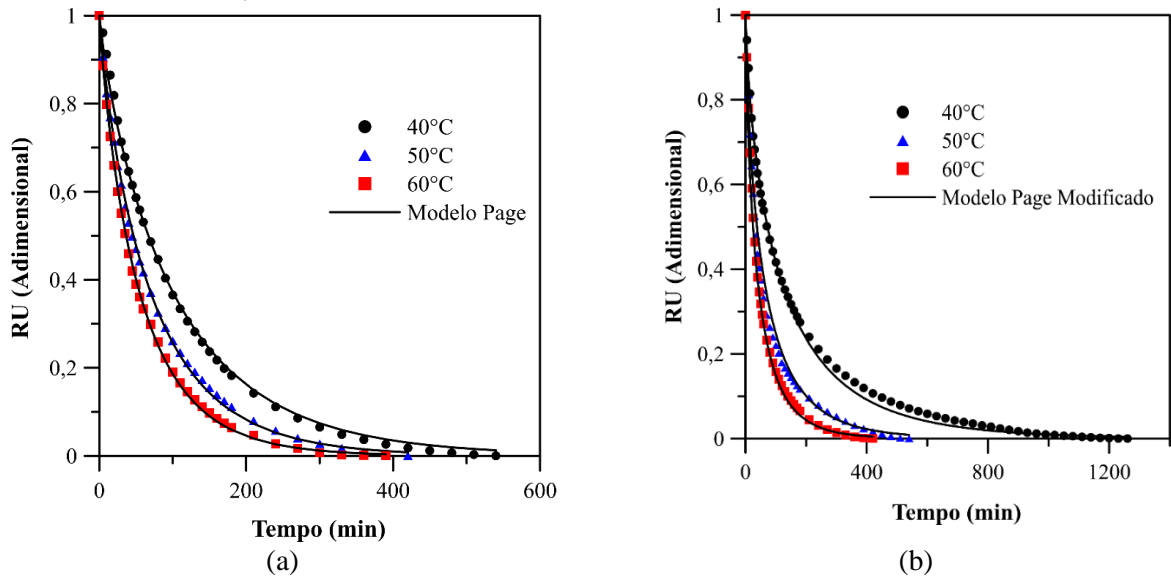 1
0,8
0,6
0,4
0,2
0
RU (Adimensional)
40°C
50°C
60°C
Modelo Page
0
200
400
600
Tempo (min)
(a)
1
0,8
0,6
0,4
0,2
0
RU (Adimensional)
40°C
50°C
60°C
Modelo Page Modificado
0
400
800
1200
Tempo (min)
(b)